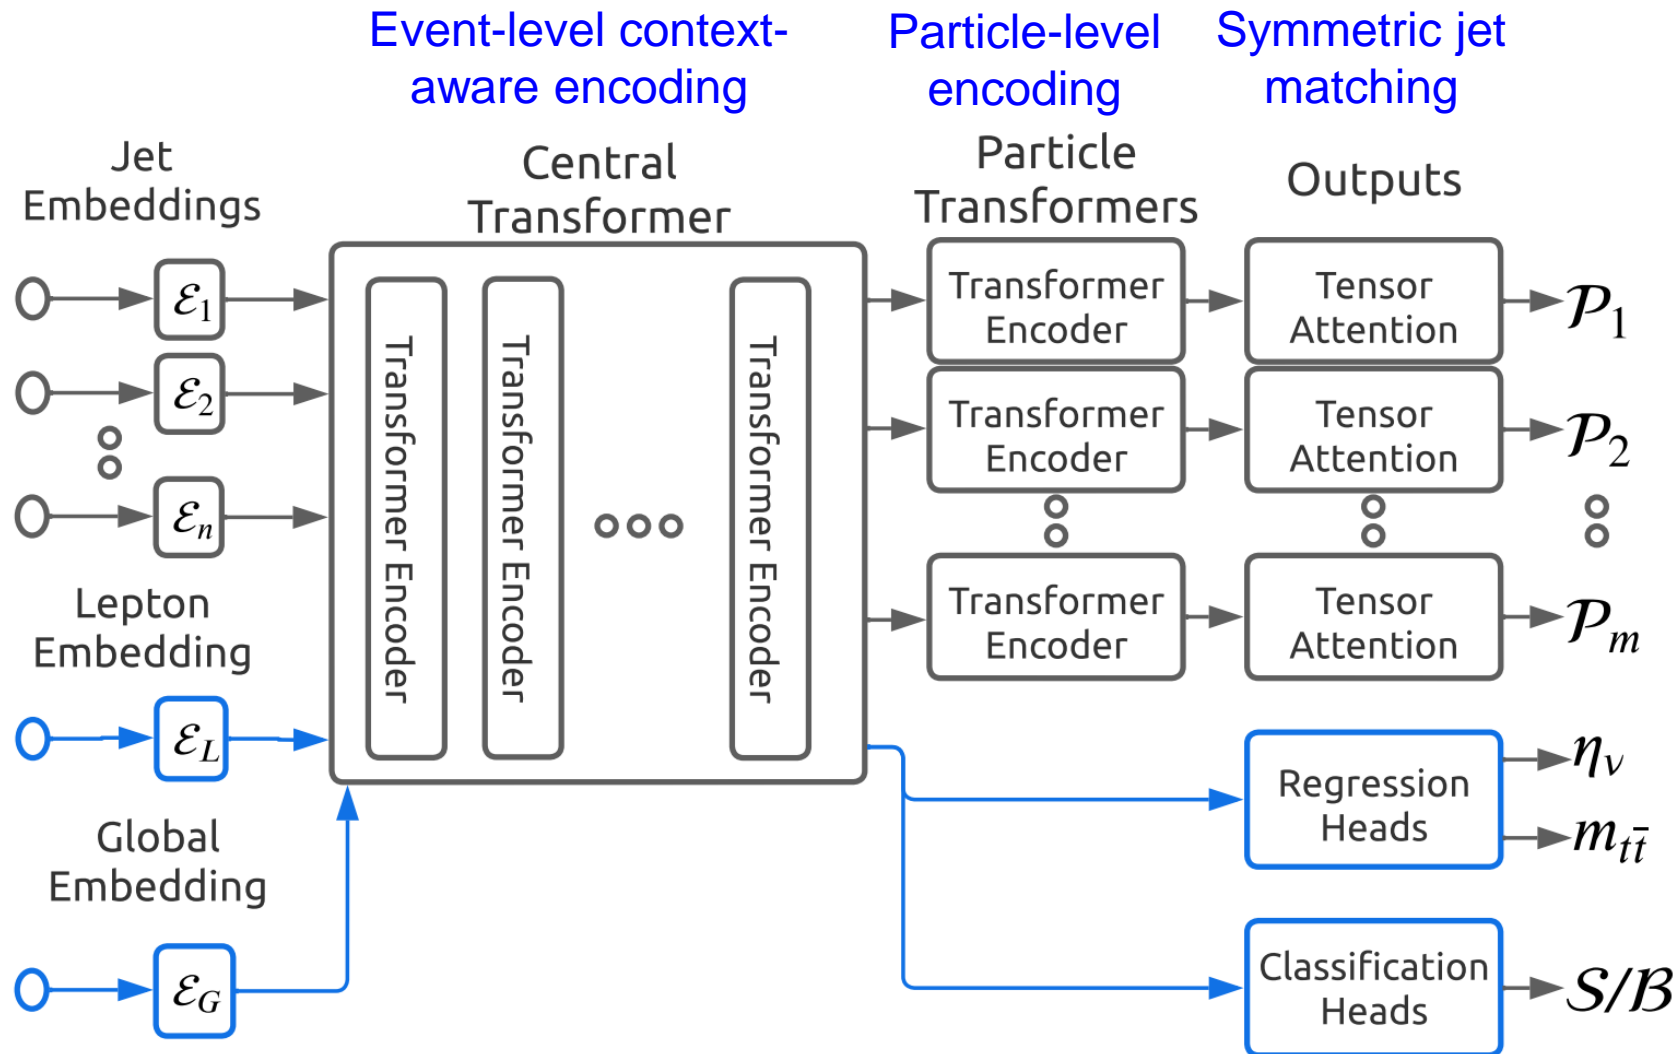 Event-level context-
aware encoding
Particle-level
encoding
Symmetric jet
matching
Jet
Embeddings
Central
Transformer
Particle
Transformers
Outputs
ℰ1
ℰ2
ℰn
Lepton
Embedding
ℰL
Global
Embedding
ℰG
Transformer Encoder
Transformer Encoder
Transformer Encoder
Transformer
Encoder
Tensor
Attention
𝒫1
Transformer
Encoder
Tensor
Attention
𝒫2
Transformer
Encoder
Tensor
Attention
𝒫m
Regression
Heads
ην
mtt̄
Classification
Heads
𝒮/ℬ